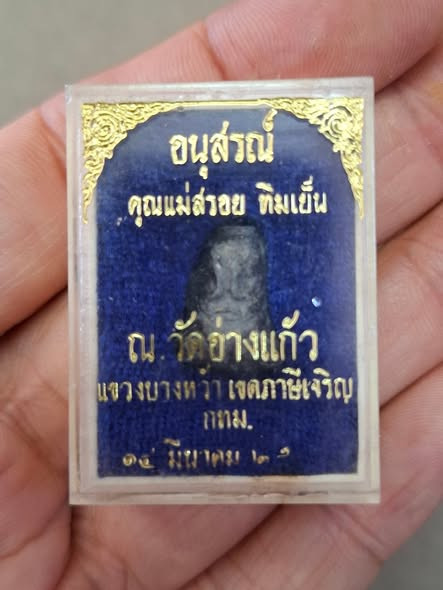 อนุสรณ์
คุณแม่สรอย ทิมเย็น
ณ วัดอ่างแก้ว
แขวงบางหว้า เขตภาษีเจริญ
กทม.
๑๔ มีนาคม